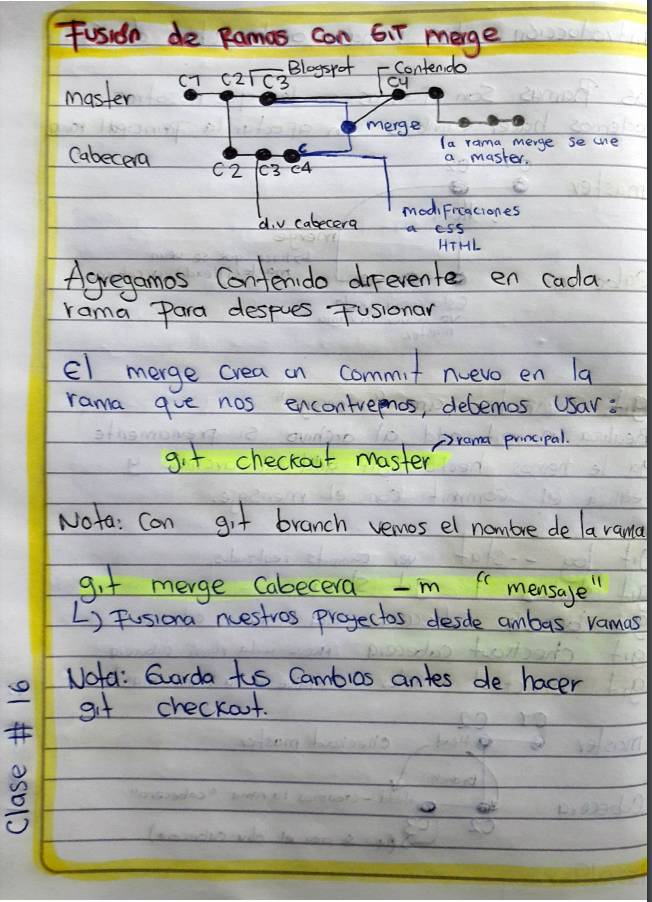 Fusión de Ramas con GIT merge
Blogspot Contenido
C1 C2 C3 C4
master
merge
la rama merge se une
a master.
Cabecera
C
C2 C3 C4
div cabecera
modificaciones
a css
HTML
Agregamos Contenido diferente en cada
rama Para despues Fusionar
El merge crea un commit nuevo en la
rama que nos encontremos, debemos usar:
git checkout master → rama principal.
Nota: Con git branch vemos el nombre de la rama
git merge Cabecera -m "mensaje"
↳ Fusiona nuestros proyectos desde ambas ramas
Nota: Guarda tus Cambios antes de hacer
git checkout.
Clase # 16